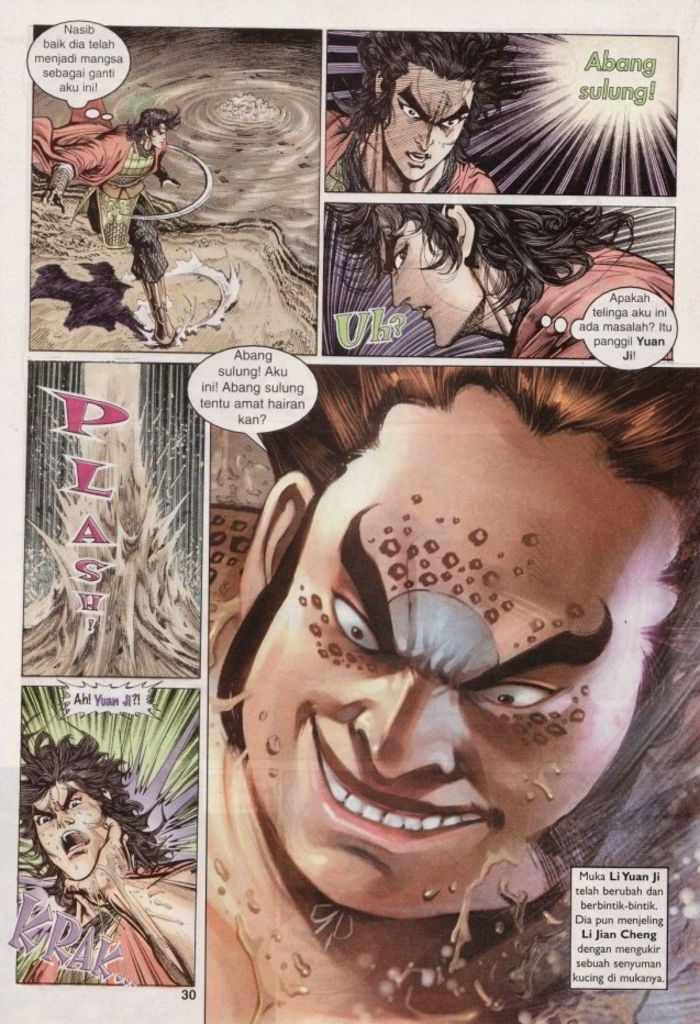 Nasib
baik dia telah
menjadi mangsa
sebagai ganti
aku ini!
Abang
sulung!
Uh?
Apakah
telinga aku ini
ada masalah? Itu
panggil Yuan
Ji!
PLASH!
Abang
sulung! Aku
ini! Abang sulung
tentu amat hairan
kan?
Ah! Yuan Ji?!
KRAK...
Muka Li Yuan Ji
telah berubah dan
berbintik-bintik.
Dia pun menjeling
Li Jian Cheng
dengan mengukir
sebuah senyuman
kucing di mukanya.
30